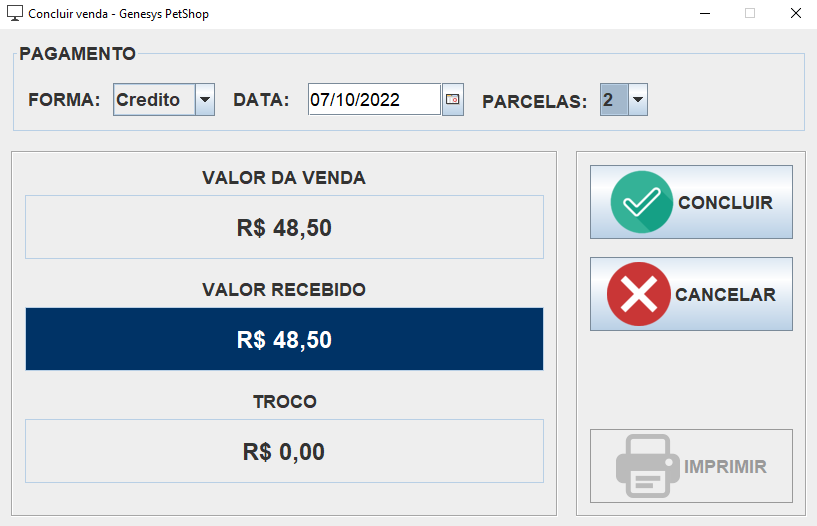 Concluir venda - Genesys PetShop
PAGAMENTO
FORMA: Credito DATA: 07/10/2022 PARCELAS: 2
VALOR DA VENDA
R$ 48,50
VALOR RECEBIDO
R$ 48,50
TROCO
R$ 0,00
CONCLUIR
CANCELAR
IMPRIMIR